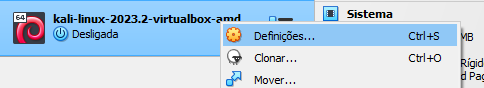 64
kali-linux-2023.2-virtualbox-amd
Desligada
Definições... Ctrl+S
Clonar... Ctrl+O
Mover...
Sistema
MB
Rígid
d Pag